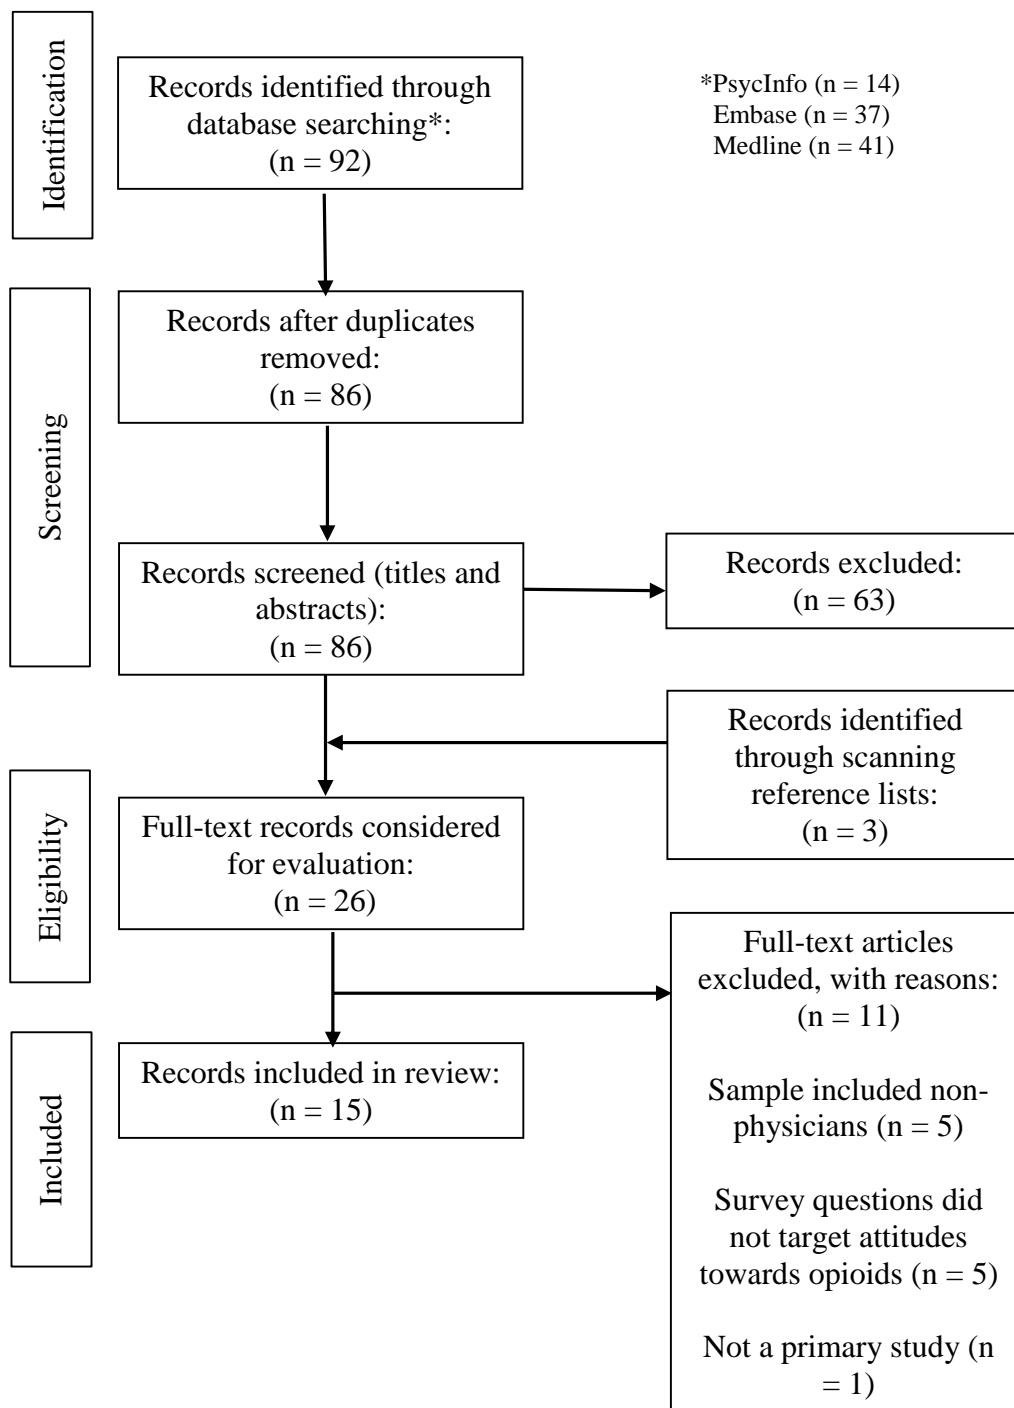 Identification
Records identified through
database searching*:
(n = 92)
*PsycInfo (n = 14)
Embase (n = 37)
Medline (n = 41)
Screening
Records after duplicates
removed:
(n = 86)
Records screened (titles and
abstracts):
(n = 86)
Records excluded:
(n = 63)
Records identified
through scanning
reference lists:
(n = 3)
Eligibility
Full-text records considered
for evaluation:
(n = 26)
Full-text articles
excluded, with reasons:
(n = 11)
Sample included non-
physicians (n = 5)
Survey questions did
not target attitudes
towards opioids (n = 5)
Not a primary study (n
= 1)
Included
Records included in review:
(n = 15)